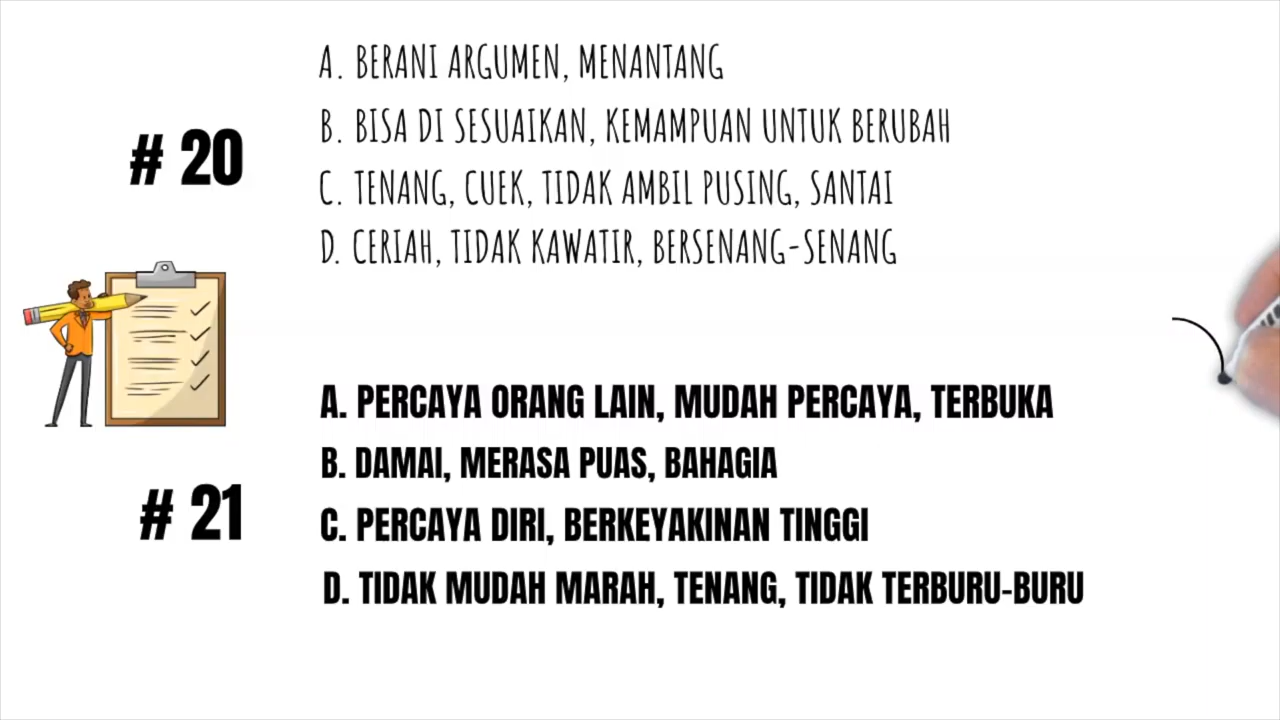 # 20
A. BERANI ARGUMEN, MENANTANG
B. BISA DI SESUAIKAN, KEMAMPUAN UNTUK BERUBAH
C. TENANG, CUEK, TIDAK AMBIL PUSING, SANTAI
D. CERIAH, TIDAK KAWATIR, BERSENANG-SENANG
# 21
A. PERCAYA ORANG LAIN, MUDAH PERCAYA, TERBUKA
B. DAMAI, MERASA PUAS, BAHAGIA
C. PERCAYA DIRI, BERKEYAKINAN TINGGI
D. TIDAK MUDAH MARAH, TENANG, TIDAK TERBURU-BURU